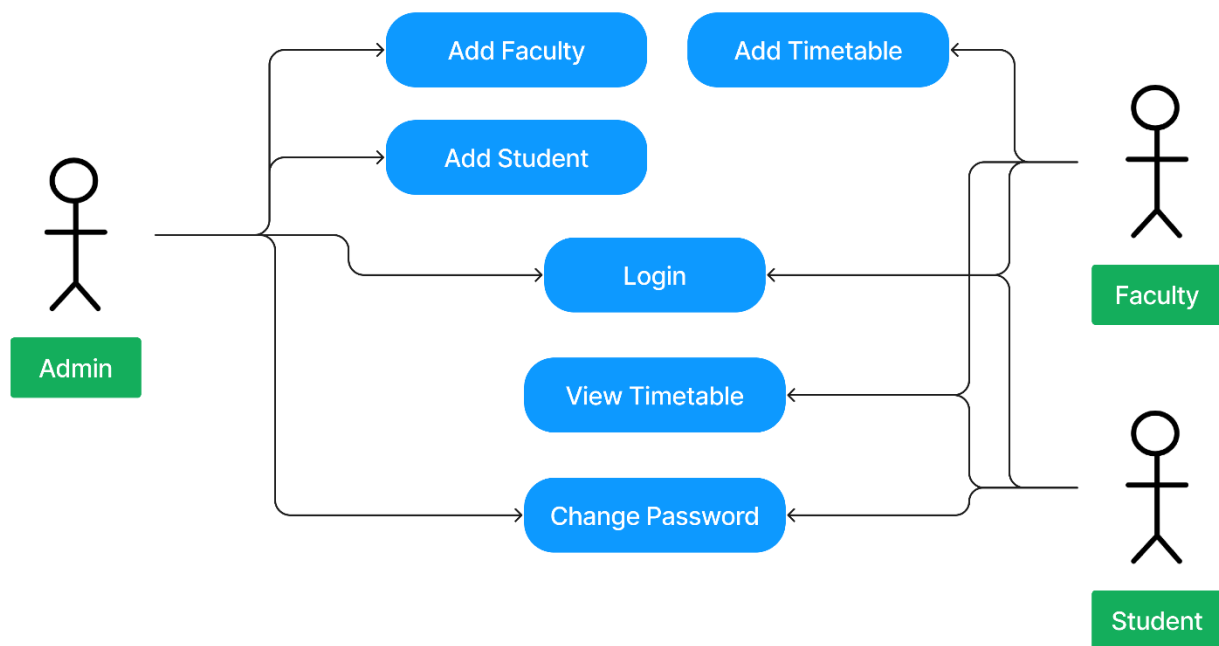 Add Faculty
Add Timetable
Add Student
Login
Faculty
Admin
View Timetable
Change Password
Student